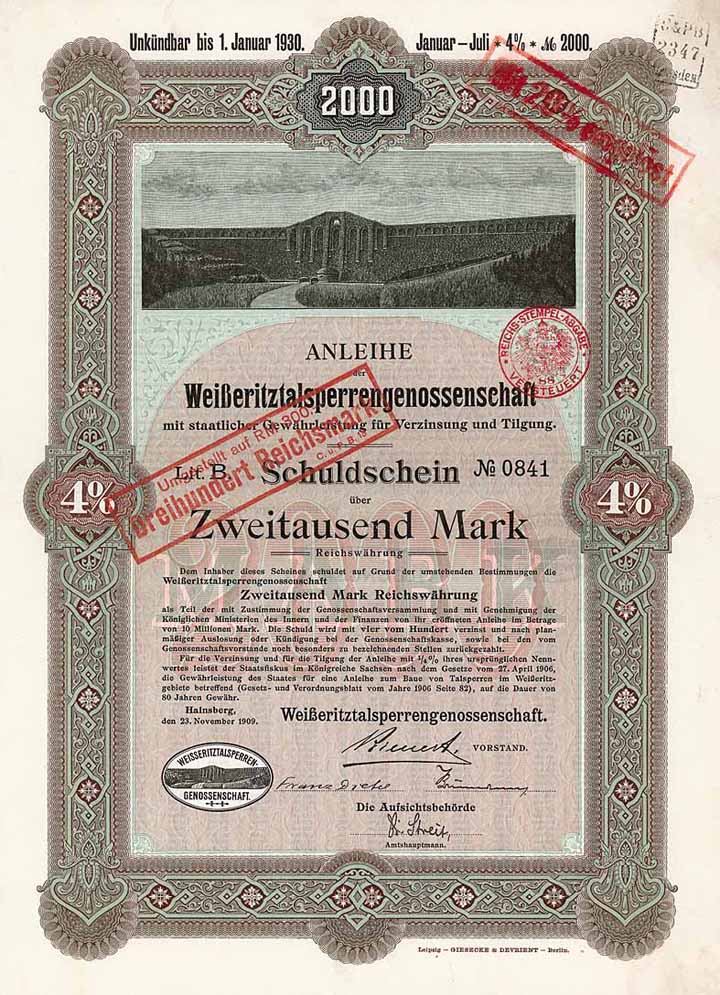 Unkündbar bis 1. Januar 1930. Januar–Juli * 4% * ℳ 2000.
S&PB
2347
Dresden
2000
ANLEIHE
der
REICHS-STEMPEL-ABGABE
88
VERSTEUERT
Weißeritztalsperrengenossenschaft
mit staatlicher Gewährleistung für Verzinsung und Tilgung.
Umgestellt auf RM. 300.-
Dreihundert Reichsmark
Lit. B. Schuldschein № 0841
über
4% Zweitausend Mark 4%
Reichswährung
Dem Inhaber dieses Scheines schuldet auf Grund der umstehenden Bestimmungen die
Weißeritztalsperrengenossenschaft
Zweitausend Mark Reichswährung
als Teil der mit Zustimmung der Genossenschaftsversammlung und mit Genehmigung der
Königlichen Ministerien des Innern und der Finanzen von ihr eröffneten Anleihe im Betrage
von 10 Millionen Mark. Die Schuld wird mit vier vom Hundert verzinst und nach plan-
mäßiger Auslosung oder Kündigung bei der Genossenschaftskasse, sowie bei den vom
Genossenschaftsvorstande noch besonders zu bezeichnenden Stellen zurückgezahlt.
Für die Verzinsung und für die Tilgung der Anleihe mit ¼% ihres ursprünglichen Nenn-
wertes leistet der Staatsfiskus im Königreiche Sachsen nach dem Gesetze vom 27. April 1906,
die Gewährleistung des Staates für eine Anleihe zum Baue von Talsperren im Weißeritz-
gebiete betreffend (Gesetz- und Verordnungsblatt vom Jahre 1906 Seite 82), auf die Dauer von
80 Jahren Gewähr.
Hainsberg,
den 23. November 1909.
Weißeritztalsperrengenossenschaft.
VORSTAND.
WEISSERITZTALSPERREN-
GENOSSENSCHAFT.
Die Aufsichtsbehörde
Dr. Streit,
Amtshauptmann.
Leipzig – GIESECKE & DEVRIENT – Berlin.